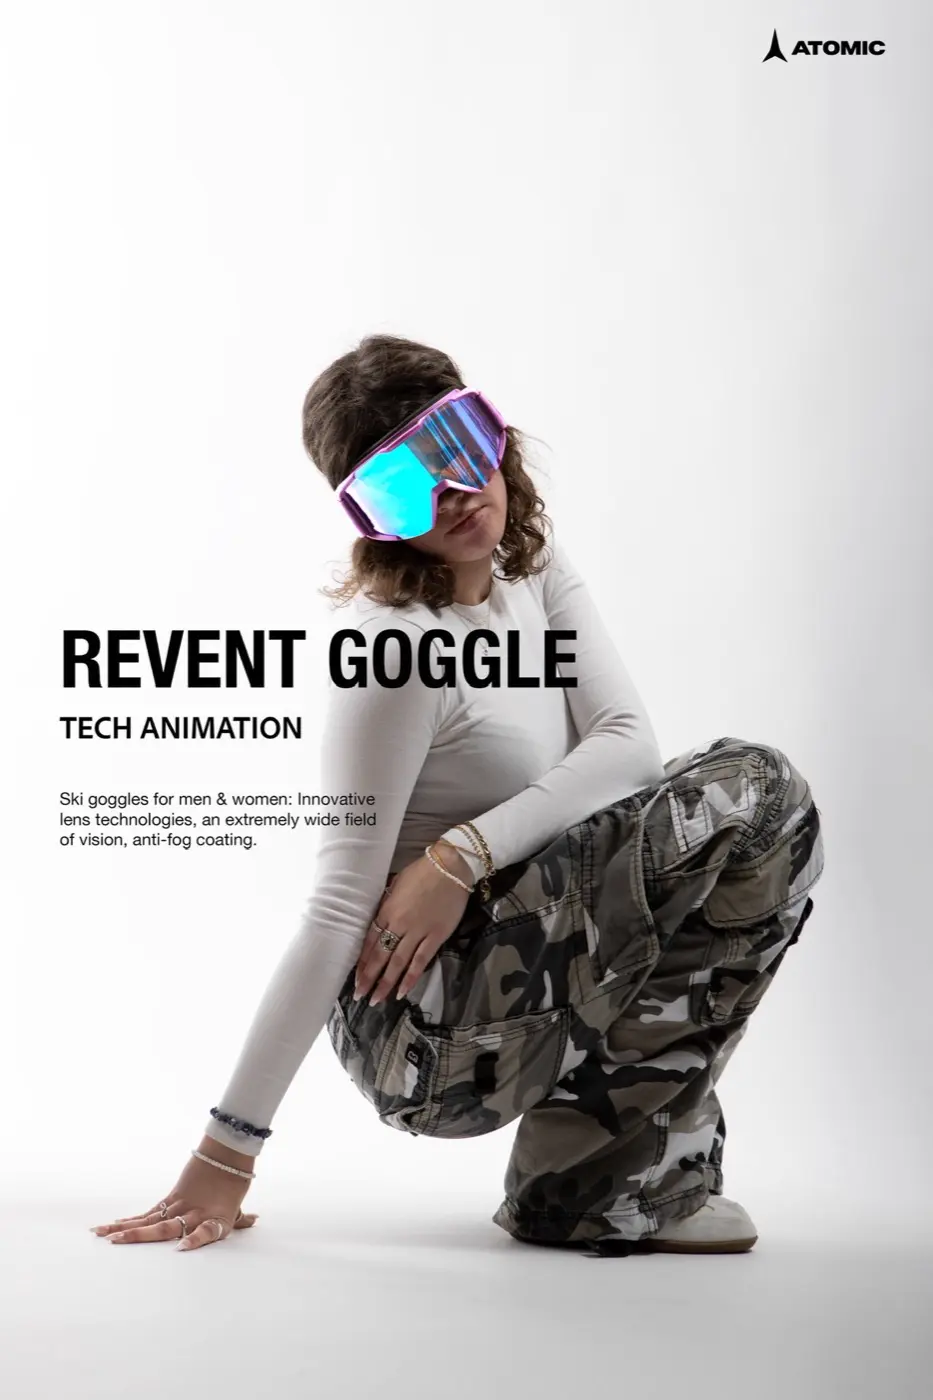 ATOMIC
REVENT GOGGLE
TECH ANIMATION
Ski goggles for men & women: Innovative
lens technologies, an extremely wide field
of vision, anti-fog coating.